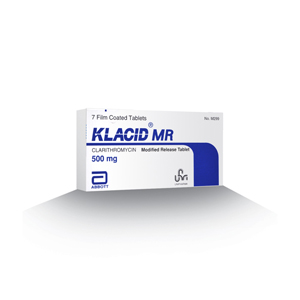 7 Film Coated Tablets
KLACID® MR
CLARITHROMYCIN Modified Release Tablet
500 mg
ABBOTT